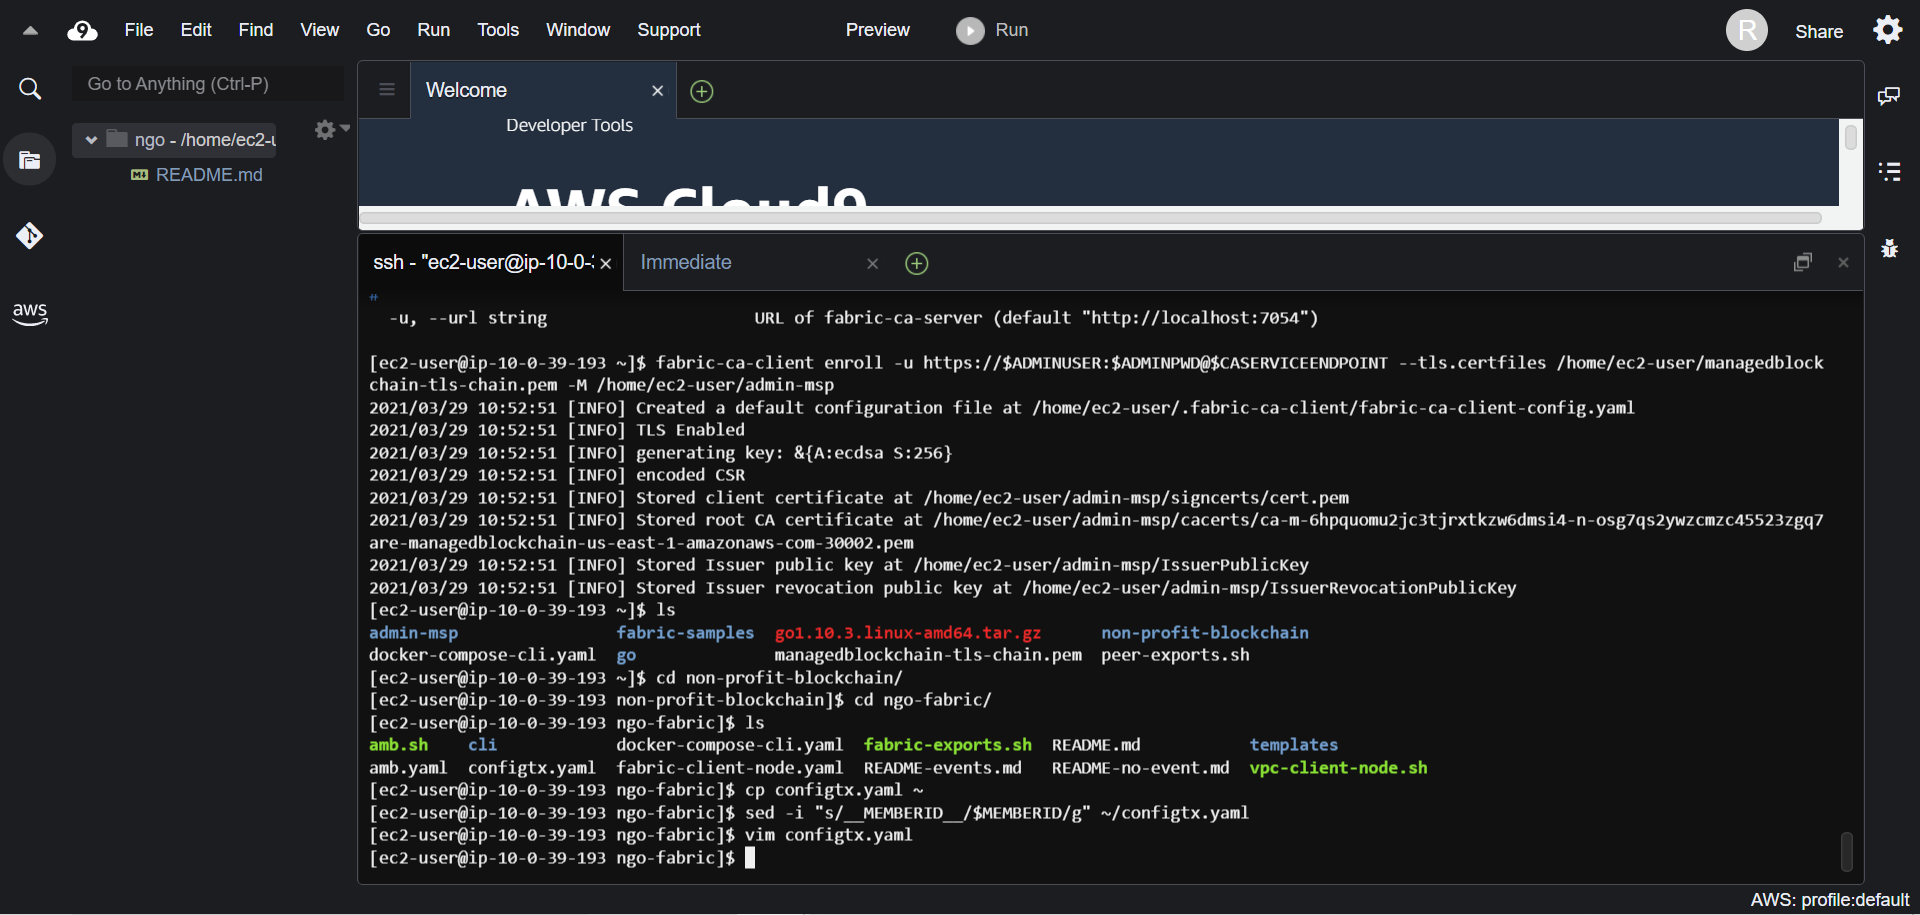 File Edit Find View Go Run Tools Window Support Preview Run R Share
Go to Anything (Ctrl-P)
Welcome
ngo - /home/ec2-u
README.md
aws
Developer Tools
AWS Cloud9
ssh - "ec2-user@ip-10-0-: Immediate
#
-u, --url string URL of fabric-ca-server (default "http://localhost:7054")
[ec2-user@ip-10-0-39-193 ~]$ fabric-ca-client enroll -u https://$ADMINUSER:$ADMINPWD@$CASERVICEENDPOINT --tls.certfiles /home/ec2-user/managedblock
chain-tls-chain.pem -M /home/ec2-user/admin-msp
2021/03/29 10:52:51 [INFO] Created a default configuration file at /home/ec2-user/.fabric-ca-client/fabric-ca-client-config.yaml
2021/03/29 10:52:51 [INFO] TLS Enabled
2021/03/29 10:52:51 [INFO] generating key: &{A:ecdsa S:256}
2021/03/29 10:52:51 [INFO] encoded CSR
2021/03/29 10:52:51 [INFO] Stored client certificate at /home/ec2-user/admin-msp/signcerts/cert.pem
2021/03/29 10:52:51 [INFO] Stored root CA certificate at /home/ec2-user/admin-msp/cacerts/ca-m-6hpquomu2jc3tjrxtkzw6dmsi4-n-osg7qs2ywzcmzc45523zgq7
are-managedblockchain-us-east-1-amazonaws-com-30002.pem
2021/03/29 10:52:51 [INFO] Stored Issuer public key at /home/ec2-user/admin-msp/IssuerPublicKey
2021/03/29 10:52:51 [INFO] Stored Issuer revocation public key at /home/ec2-user/admin-msp/IssuerRevocationPublicKey
[ec2-user@ip-10-0-39-193 ~]$ ls
admin-msp fabric-samples go1.10.3.linux-amd64.tar.gz non-profit-blockchain
docker-compose-cli.yaml go managedblockchain-tls-chain.pem peer-exports.sh
[ec2-user@ip-10-0-39-193 ~]$ cd non-profit-blockchain/
[ec2-user@ip-10-0-39-193 non-profit-blockchain]$ cd ngo-fabric/
[ec2-user@ip-10-0-39-193 ngo-fabric]$ ls
amb.sh cli docker-compose-cli.yaml fabric-exports.sh README.md templates
amb.yaml configtx.yaml fabric-client-node.yaml README-events.md README-no-event.md vpc-client-node.sh
[ec2-user@ip-10-0-39-193 ngo-fabric]$ cp configtx.yaml ~
[ec2-user@ip-10-0-39-193 ngo-fabric]$ sed -i "s/__MEMBERID__/$MEMBERID/g" ~/configtx.yaml
[ec2-user@ip-10-0-39-193 ngo-fabric]$ vim configtx.yaml
[ec2-user@ip-10-0-39-193 ngo-fabric]$
AWS: profile:default